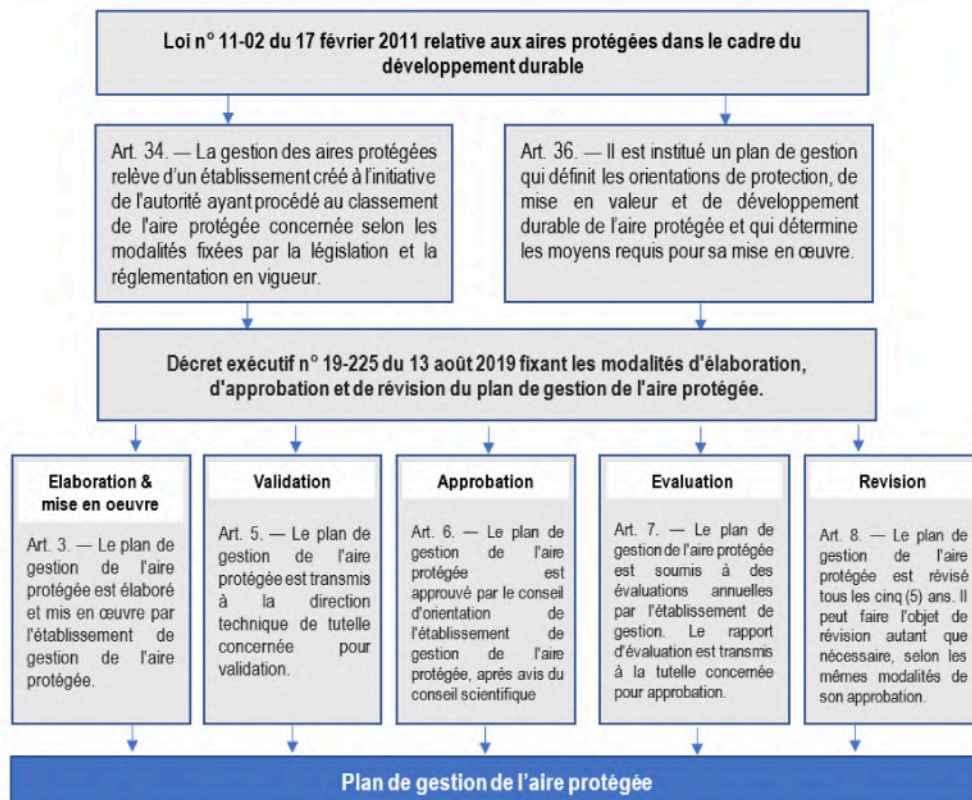 Loi n° 11-02 du 17 février 2011 relative aux aires protégées dans le cadre du
développement durable
Art. 34. — La gestion des aires protégées
relève d'un établissement créé à l'initiative
de l'autorité ayant procédé au classement
de l'aire protégée concernée selon les
modalités fixées par la législation et la
réglementation en vigueur.
Art. 36. — Il est institué un plan de gestion
qui définit les orientations de protection, de
mise en valeur et de développement
durable de l'aire protégée et qui détermine
les moyens requis pour sa mise en œuvre.
Décret exécutif n° 19-225 du 13 août 2019 fixant les modalités d'élaboration,
d'approbation et de révision du plan de gestion de l'aire protégée.
Elaboration &
mise en oeuvre
Art. 3. — Le plan de
gestion de l'aire
protégée est élaboré
et mis en œuvre par
l'établissement de
gestion de l'aire
protégée.
Validation
Art. 5. — Le plan de
gestion de l'aire
protégée est transmis
à la direction
technique de tutelle
concernée pour
validation.
Approbation
Art. 6. — Le plan de
gestion de l'aire
protégée est
approuvé par le conseil
d'orientation de
l'établissement de
gestion de l'aire
protégée, après avis du
conseil scientifique
Evaluation
Art. 7. — Le plan de
gestion de l'aire protégée
est soumis à des
évaluations annuelles
par l'établissement de
gestion. Le rapport
d'évaluation est transmis
à la tutelle concernée
pour approbation.
Revision
Art. 8. — Le plan de
gestion de l'aire
protégée est révisé
tous les cinq (5) ans. Il
peut faire l'objet de
révision autant que
nécessaire, selon les
mêmes modalités de
son approbation.
Plan de gestion de l'aire protégée